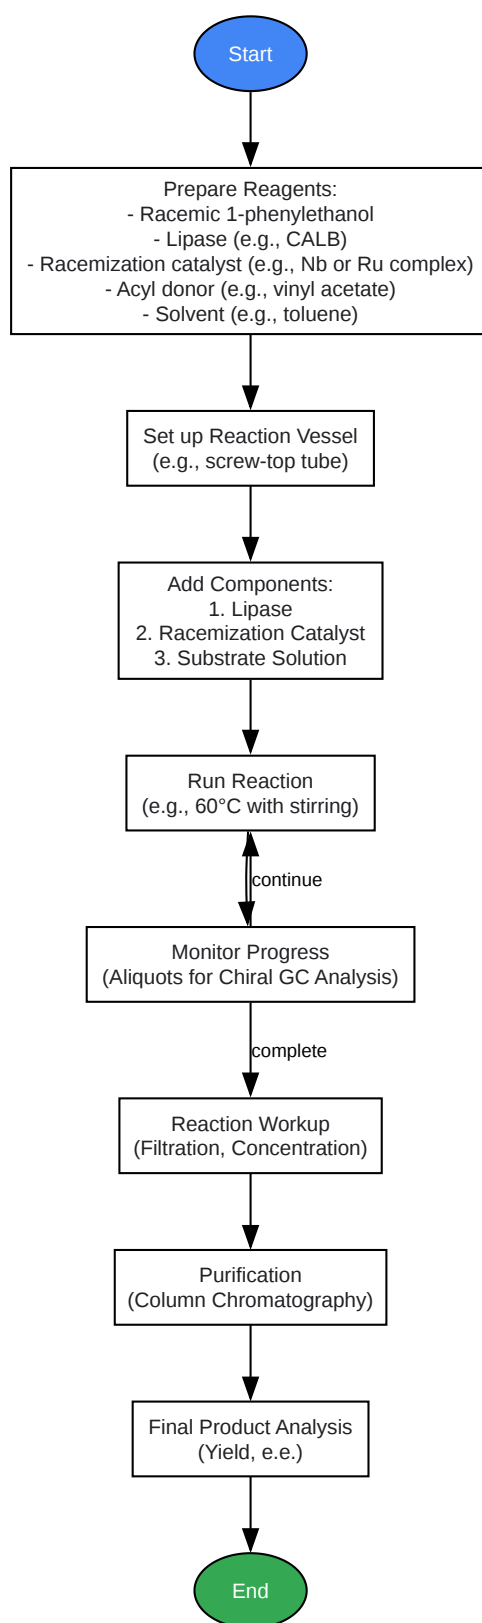 Start
Prepare Reagents:
- Racemic 1-phenylethanol
- Lipase (e.g., CALB)
- Racemization catalyst (e.g., Nb or Ru complex)
- Acyl donor (e.g., vinyl acetate)
- Solvent (e.g., toluene)
Set up Reaction Vessel
(e.g., screw-top tube)
Add Components:
1. Lipase
2. Racemization Catalyst
3. Substrate Solution
Run Reaction
(e.g., 60°C with stirring)
continue
Monitor Progress
(Aliquots for Chiral GC Analysis)
complete
Reaction Workup
(Filtration, Concentration)
Purification
(Column Chromatography)
Final Product Analysis
(Yield, e.e.)
End